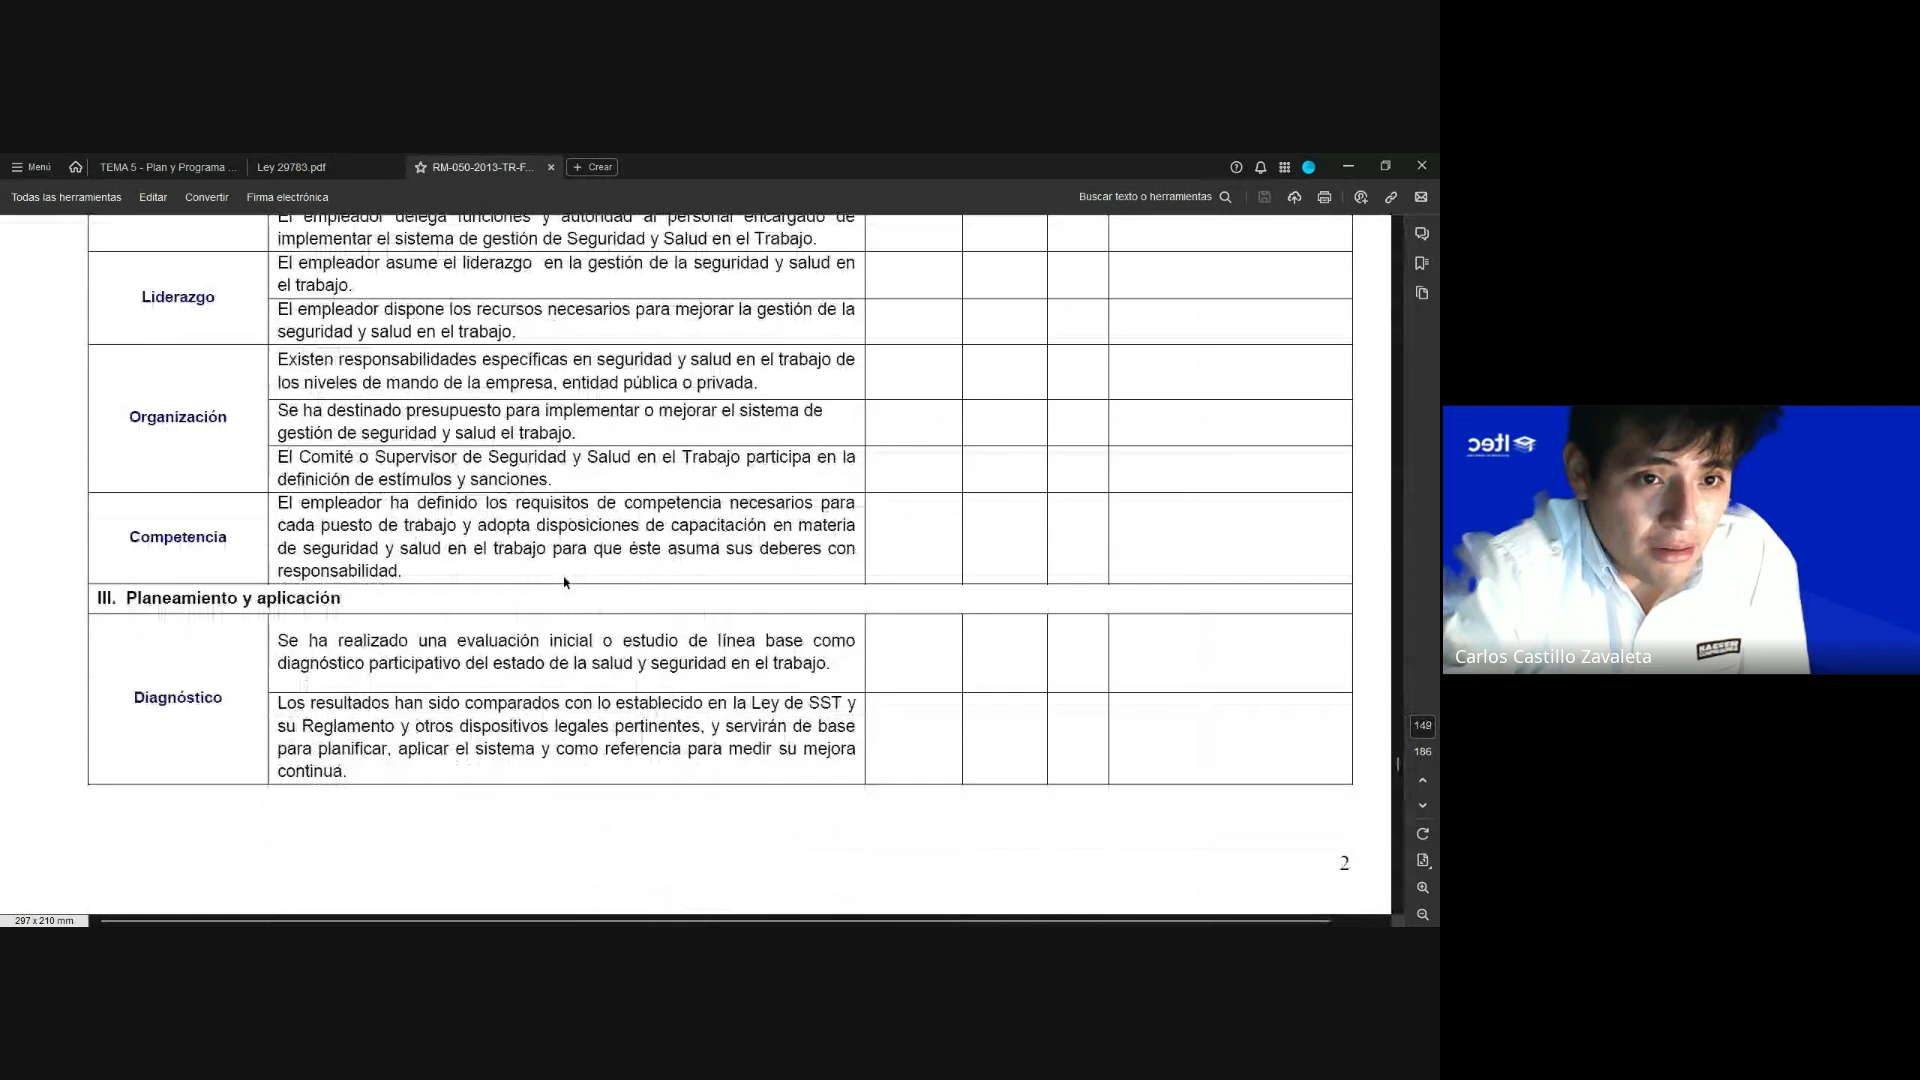 Menú
TEMA 5 - Plan y Programa ...
Ley 29783.pdf
RM-050-2013-TR-F...
Crear
Todas las herramientas
Editar
Convertir
Firma electrónica
Buscar texto o herramientas
El empleador delega funciones y autoridad al personal encargado de
implementar el sistema de gestión de Seguridad y Salud en el Trabajo.
Liderazgo
El empleador asume el liderazgo en la gestión de la seguridad y salud en
el trabajo.
El empleador dispone los recursos necesarios para mejorar la gestión de la
seguridad y salud en el trabajo.
Organización
Existen responsabilidades específicas en seguridad y salud en el trabajo de
los niveles de mando de la empresa, entidad pública o privada.
Se ha destinado presupuesto para implementar o mejorar el sistema de
gestión de seguridad y salud el trabajo.
El Comité o Supervisor de Seguridad y Salud en el Trabajo participa en la
definición de estímulos y sanciones.
Competencia
El empleador ha definido los requisitos de competencia necesarios para
cada puesto de trabajo y adopta disposiciones de capacitación en materia
de seguridad y salud en el trabajo para que éste asuma sus deberes con
responsabilidad.
III. Planeamiento y aplicación
Diagnóstico
Se ha realizado una evaluación inicial o estudio de línea base como
diagnóstico participativo del estado de la salud y seguridad en el trabajo.
Los resultados han sido comparados con lo establecido en la Ley de SST y
su Reglamento y otros dispositivos legales pertinentes, y servirán de base
para planificar, aplicar el sistema y como referencia para medir su mejora
continua.
2
149
186
297 x 210 mm
Itec
Carlos Castillo Zavaleta